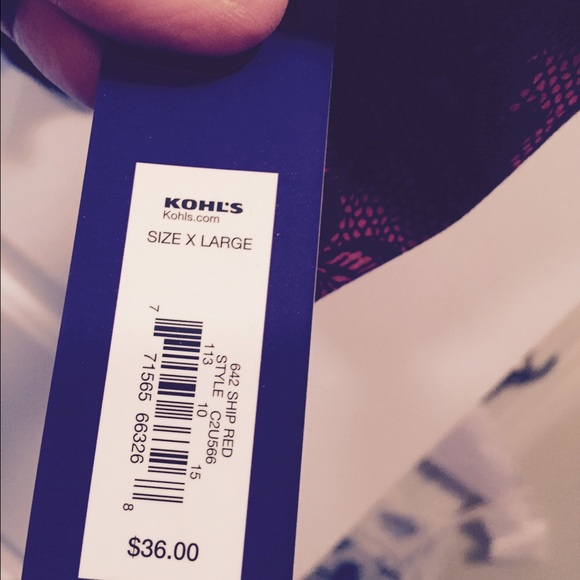 KOHL'S
Kohls.com
SIZE X LARGE
642 SHIP RED
STYLE C2U566
113 10 15
7 71565 66326 8
$36.00